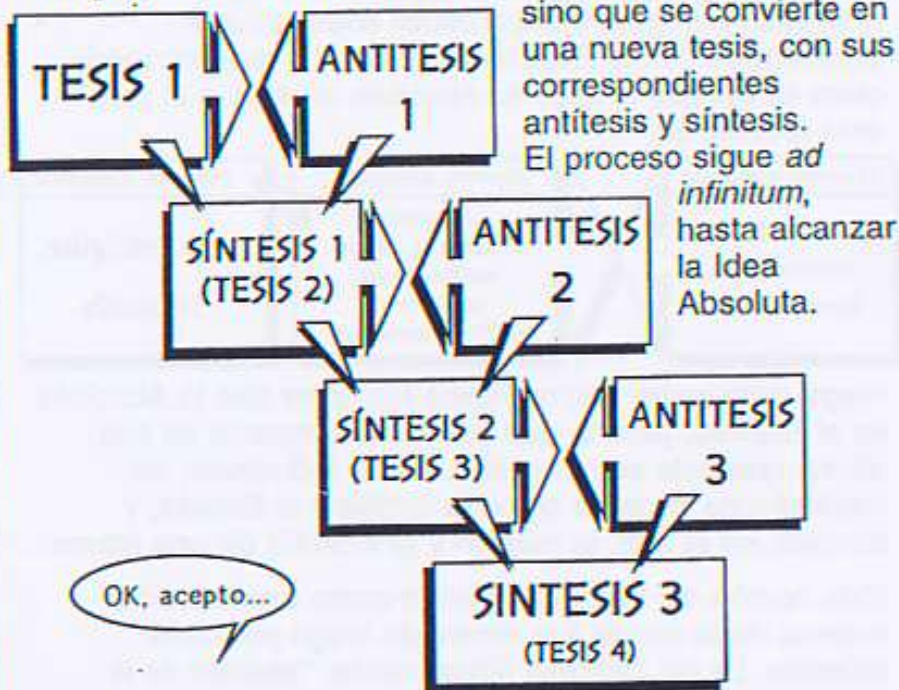 sino que se convierte en
una nueva tesis, con sus
correspondientes
antítesis y síntesis.
El proceso sigue ad
infinitum,
hasta alcanzar
la Idea
Absoluta.
TESIS 1
ANTITESIS
1
SÍNTESIS 1
(TESIS 2)
ANTITESIS
2
SÍNTESIS 2
(TESIS 3)
ANTITESIS
3
SINTESIS 3
(TESIS 4)
OK, acepto...